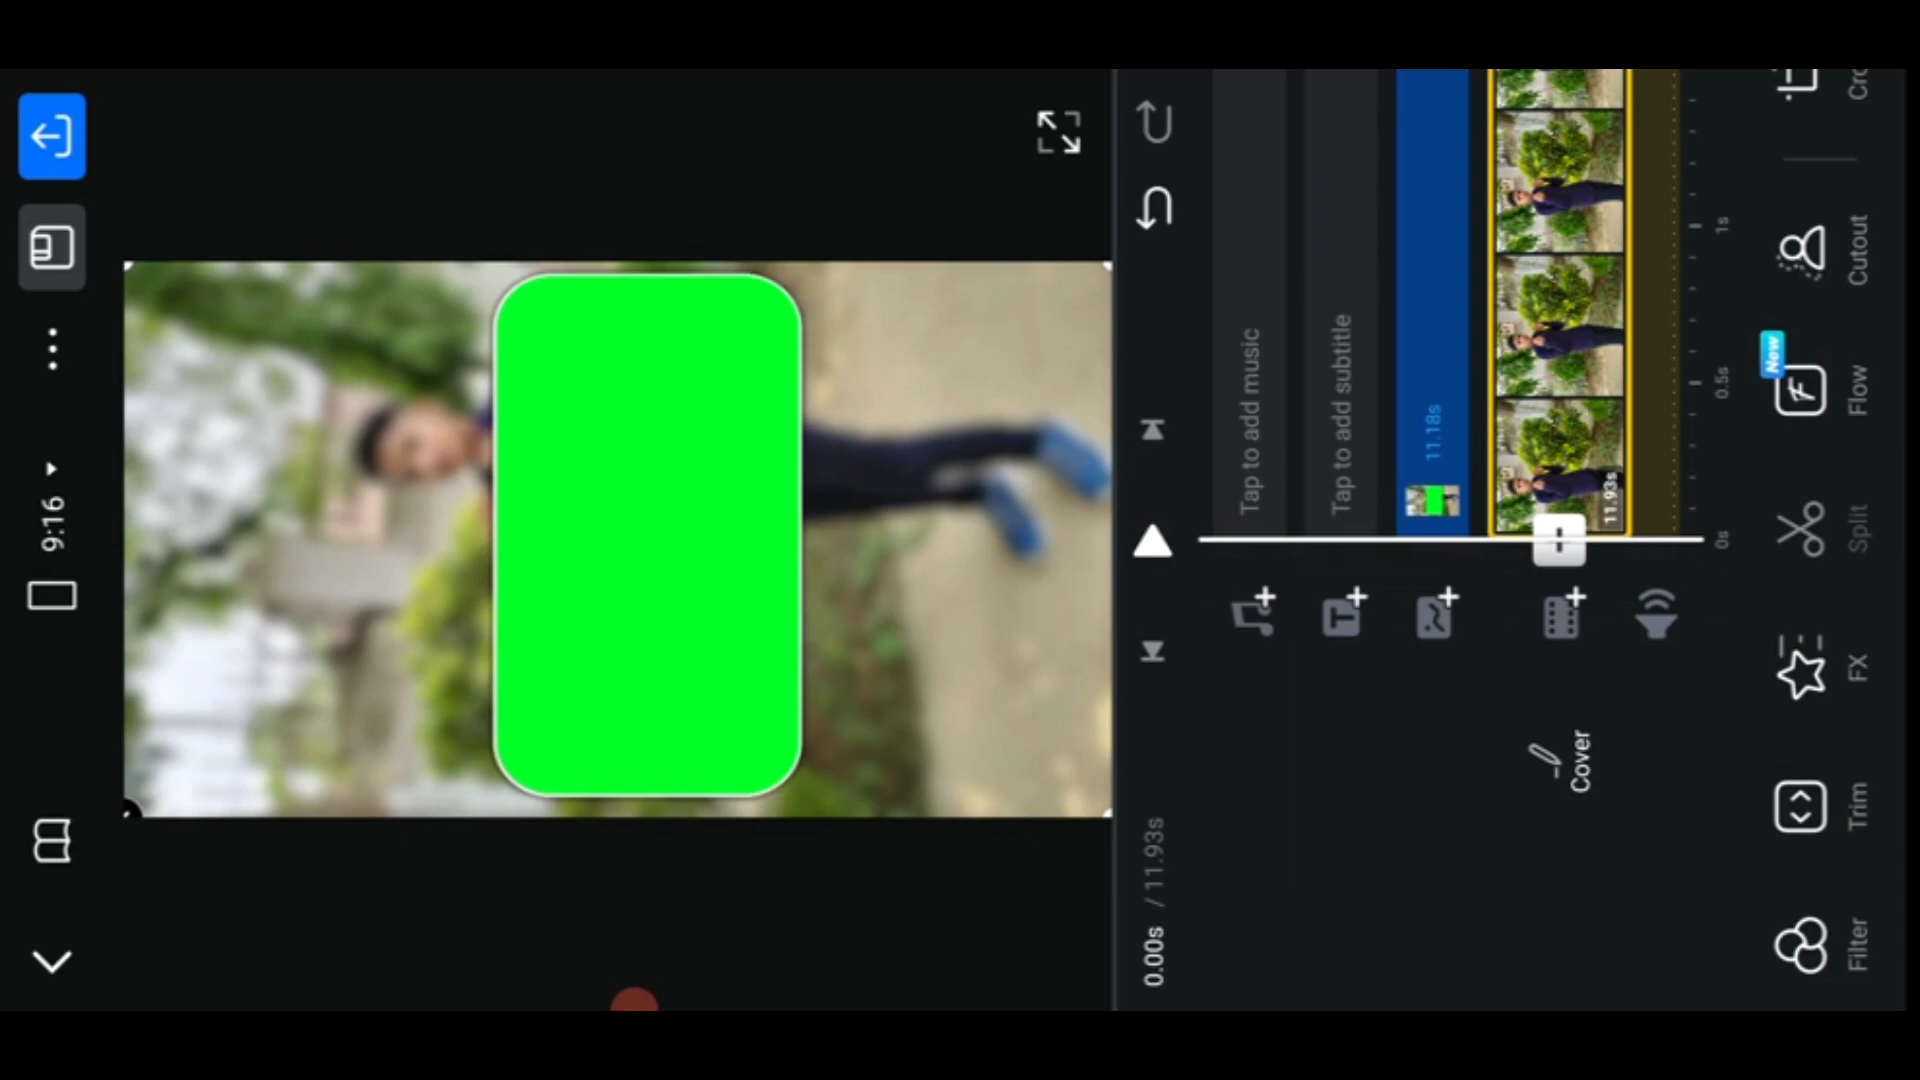 9:16
0.00s / 11.93s
Tap to add music
Tap to add subtitle
11.18s
Cover
11.93s
0s
0.5s
1s
New
Filter
Trim
FX
Split
Flow
Cutout
Cro